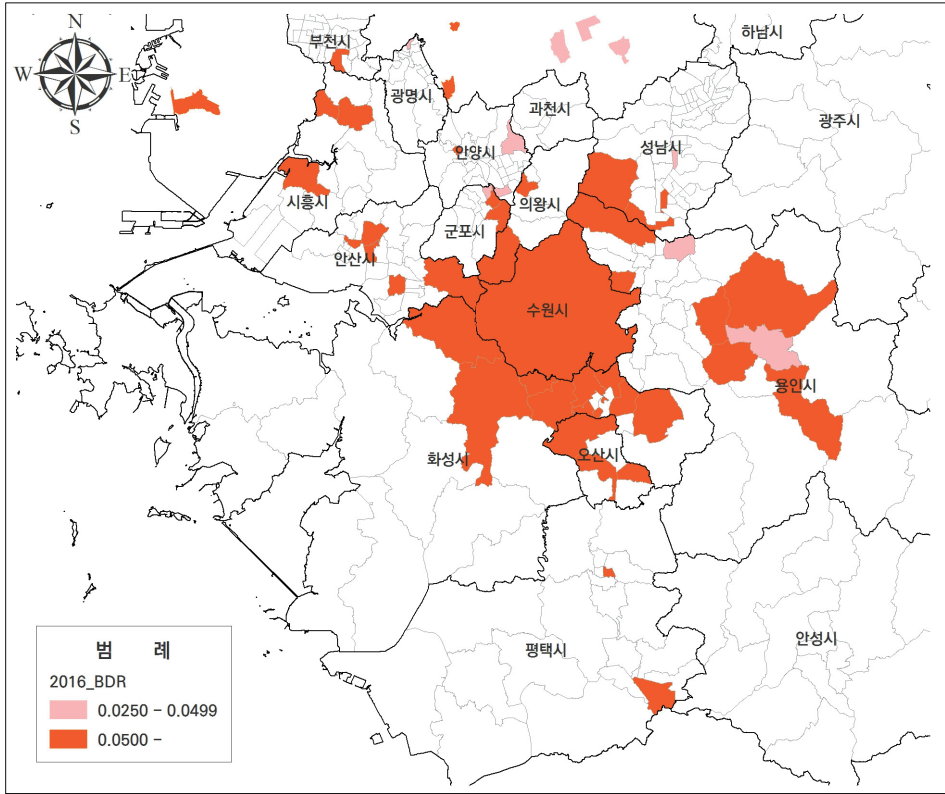 N
W E
S
하남시
부천시
광명시
과천시
광주시
안양시
성남시
시흥시
의왕시
군포시
안산시
수원시
용인시
화성시
오산시
평택시
안성시
범 례
2016_BDR
0.0250 - 0.0499
0.0500 -